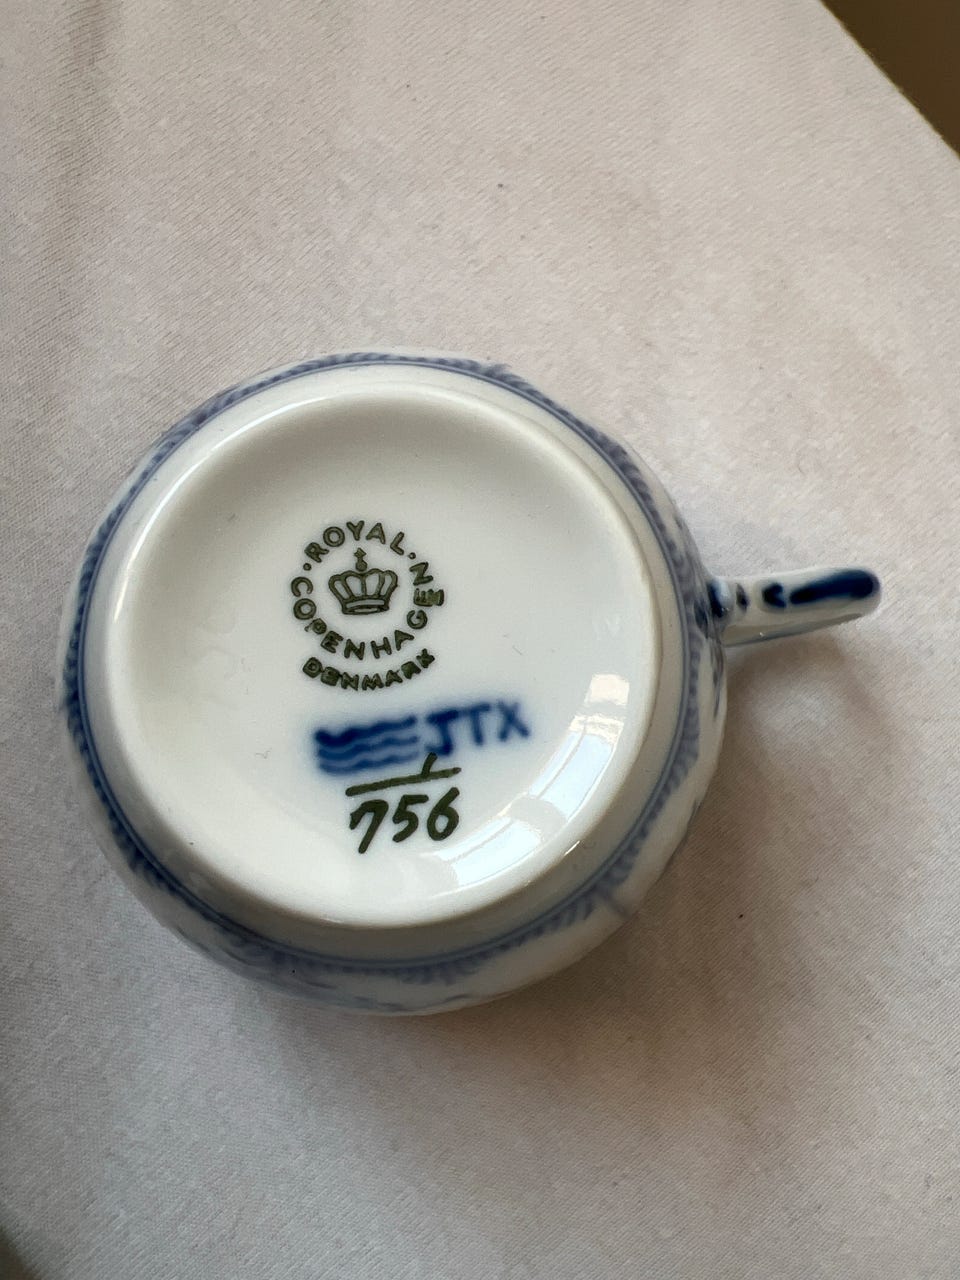 ROYAL
COPENHAGEN
DENMARK
JTX
1
756